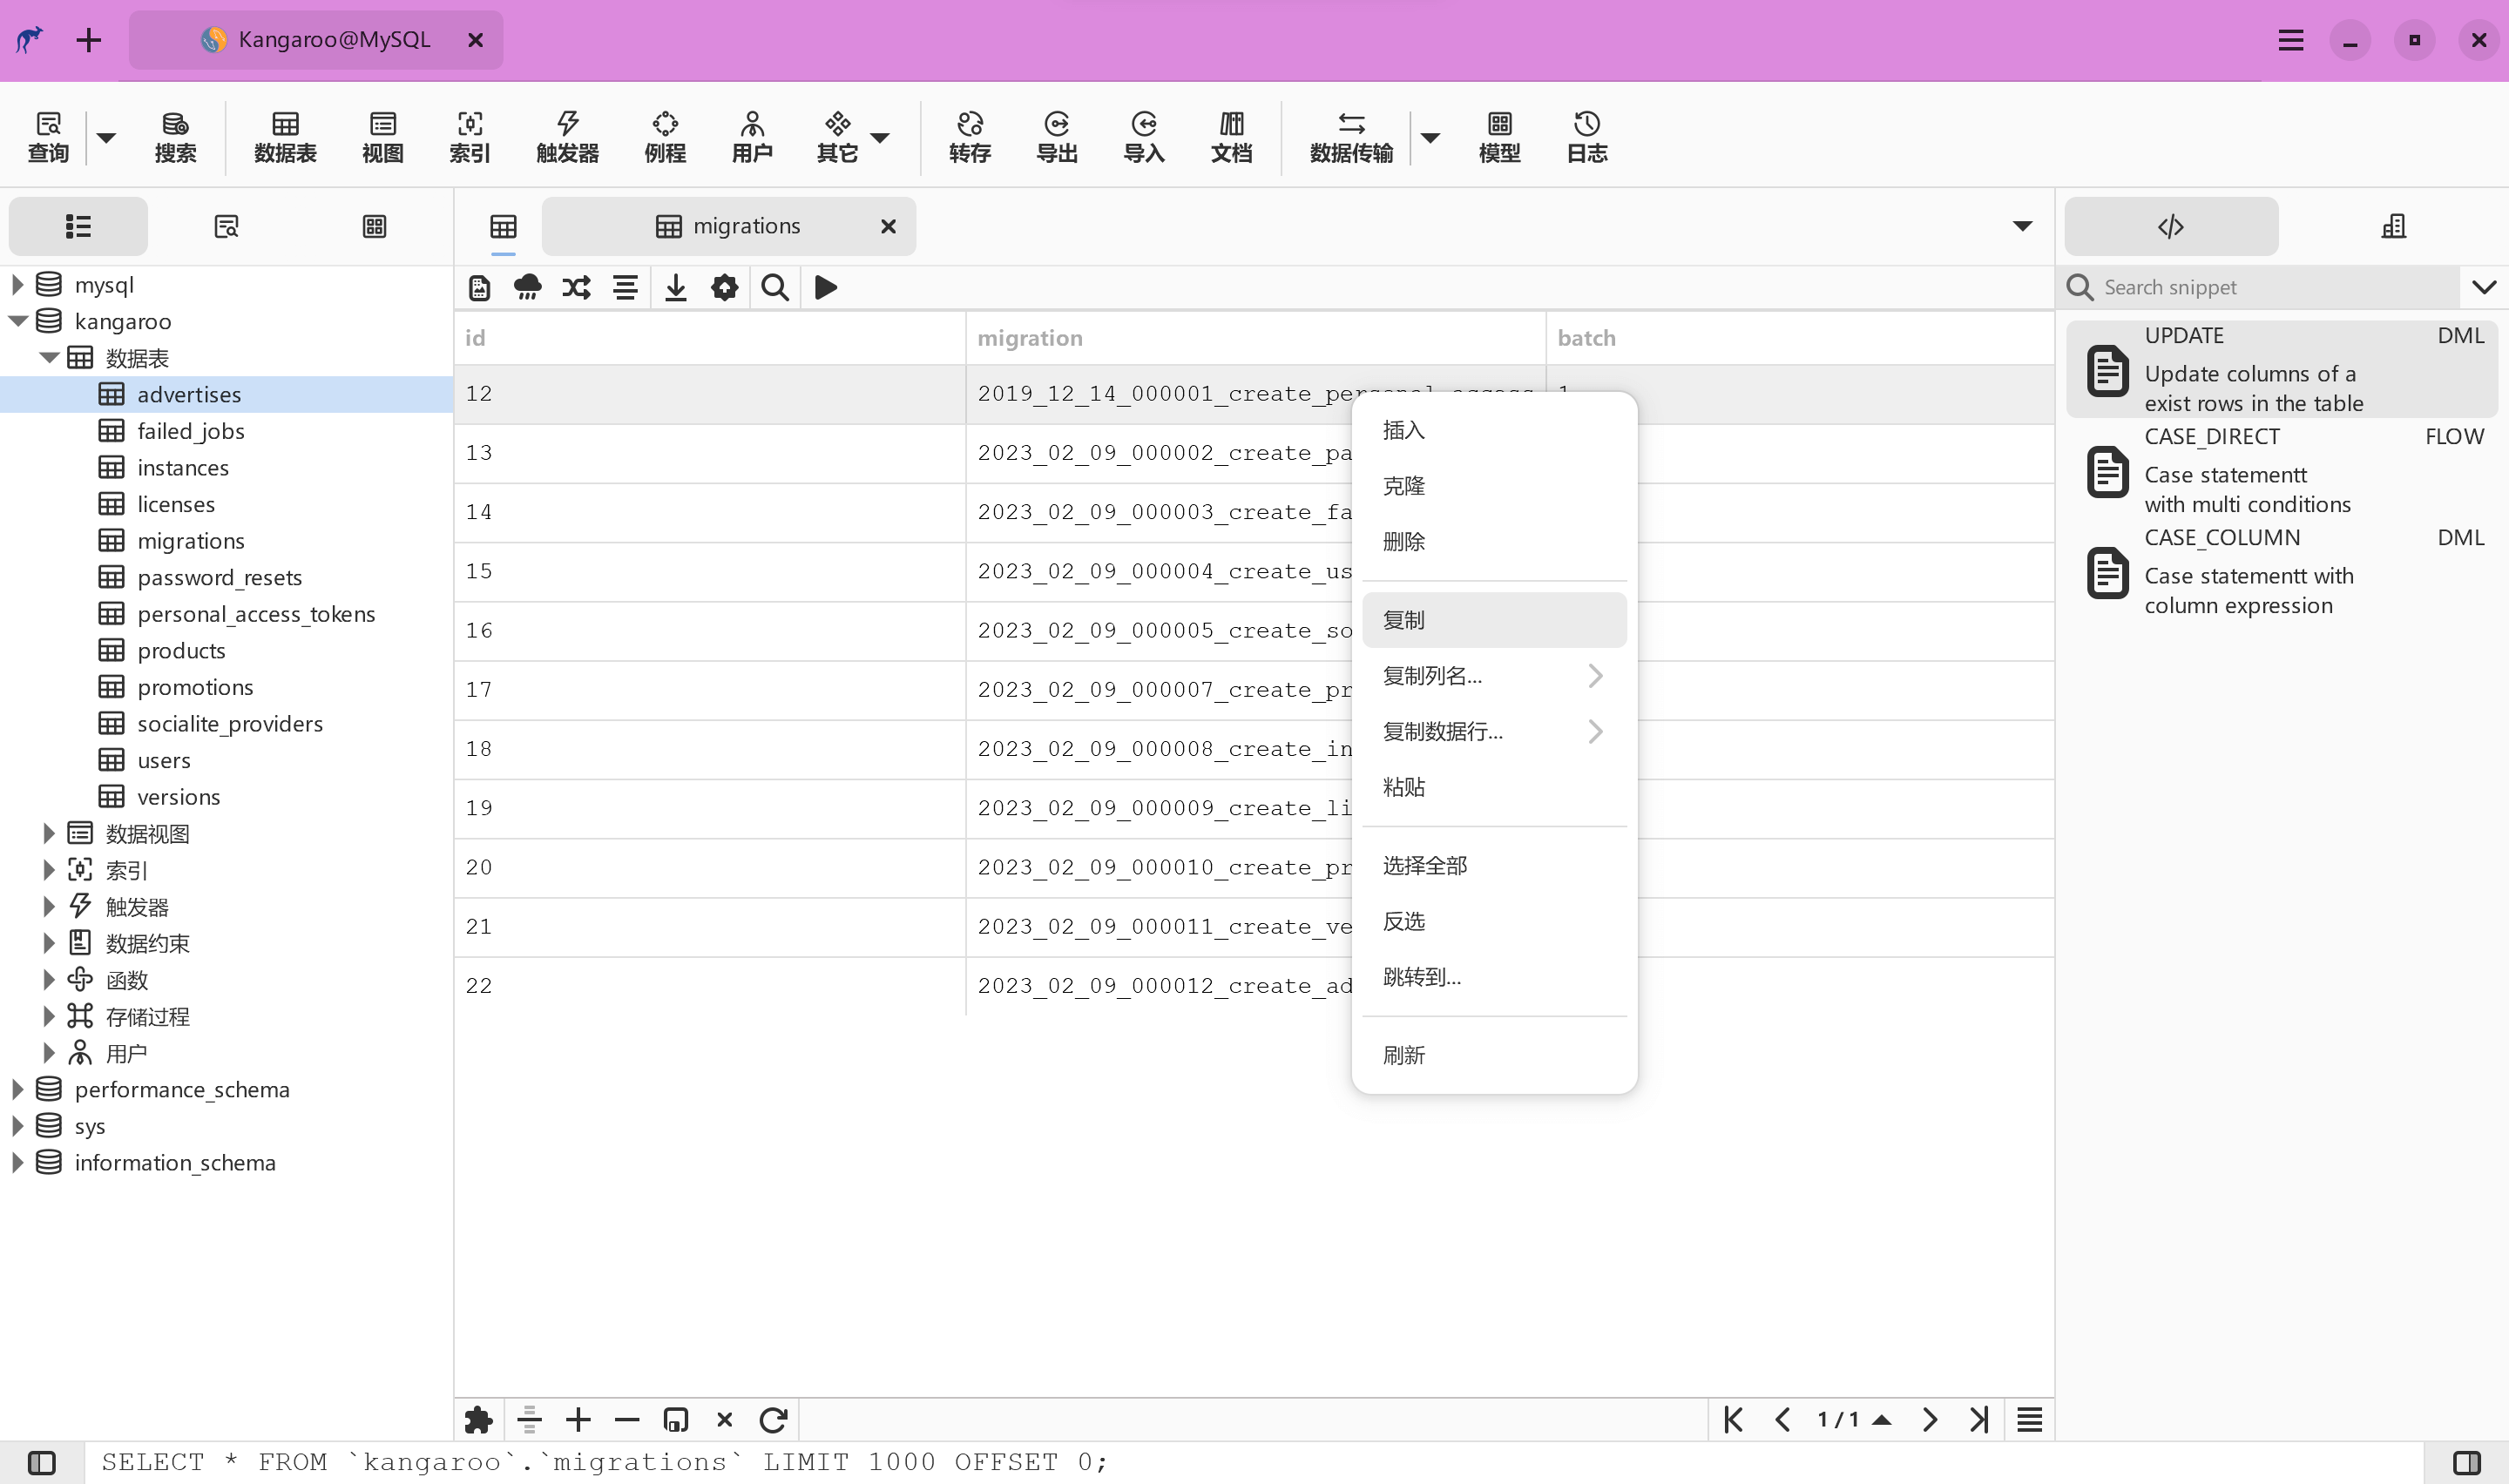 Kangaroo@MySQL
查询 搜索 数据表 视图 索引 触发器 例程 用户 其它 转存 导出 导入 文档 数据传输 模型 日志
migrations
mysql
kangaroo
数据表
advertises
failed_jobs
instances
licenses
migrations
password_resets
personal_access_tokens
products
promotions
socialite_providers
users
versions
数据视图
索引
触发器
数据约束
函数
存储过程
用户
performance_schema
sys
information_schema
id migration batch
12 2019_12_14_000001_create_personal_access
13 2023_02_09_000002_create_pa
14 2023_02_09_000003_create_fa
15 2023_02_09_000004_create_us
16 2023_02_09_000005_create_so
17 2023_02_09_000007_create_pr
18 2023_02_09_000008_create_in
19 2023_02_09_000009_create_li
20 2023_02_09_000010_create_pr
21 2023_02_09_000011_create_ve
22 2023_02_09_000012_create_ad
插入
克隆
删除
复制
复制列名...
复制数据行...
粘贴
选择全部
反选
跳转到...
刷新
Search snippet
UPDATE DML
Update columns of a
exist rows in the table
CASE_DIRECT FLOW
Case statementt
with multi conditions
CASE_COLUMN DML
Case statementt with
column expression
1 / 1
SELECT * FROM `kangaroo`.`migrations` LIMIT 1000 OFFSET 0;